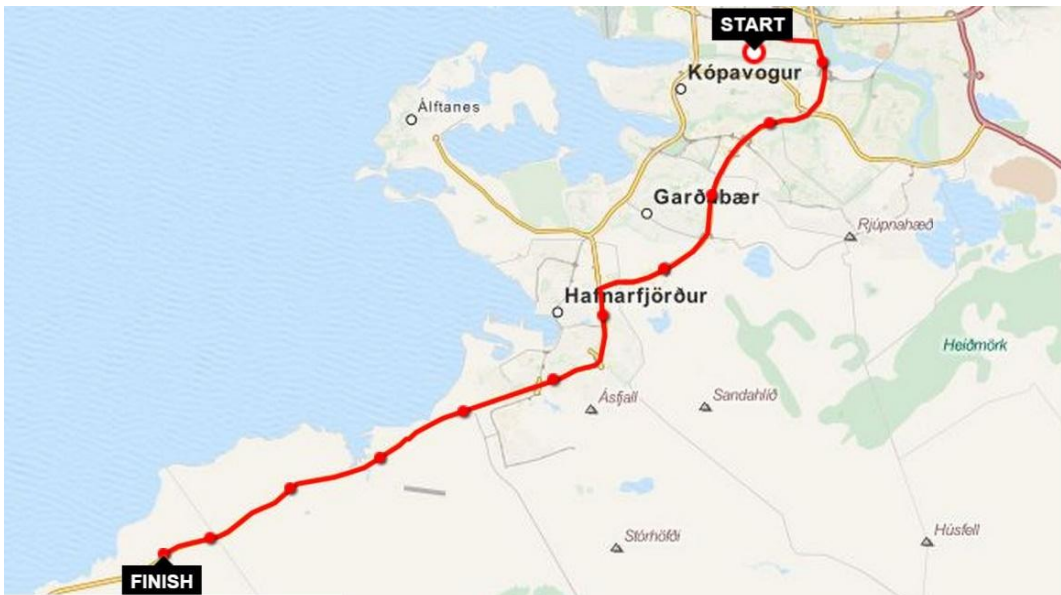 START
Kópavogur
Álftanes
Garðabær
Rjúpnahæð
Hafnarfjörður
Heiðmörk
Ásfjall
Sandahlíð
Stórhöfði
Húsfell
FINISH